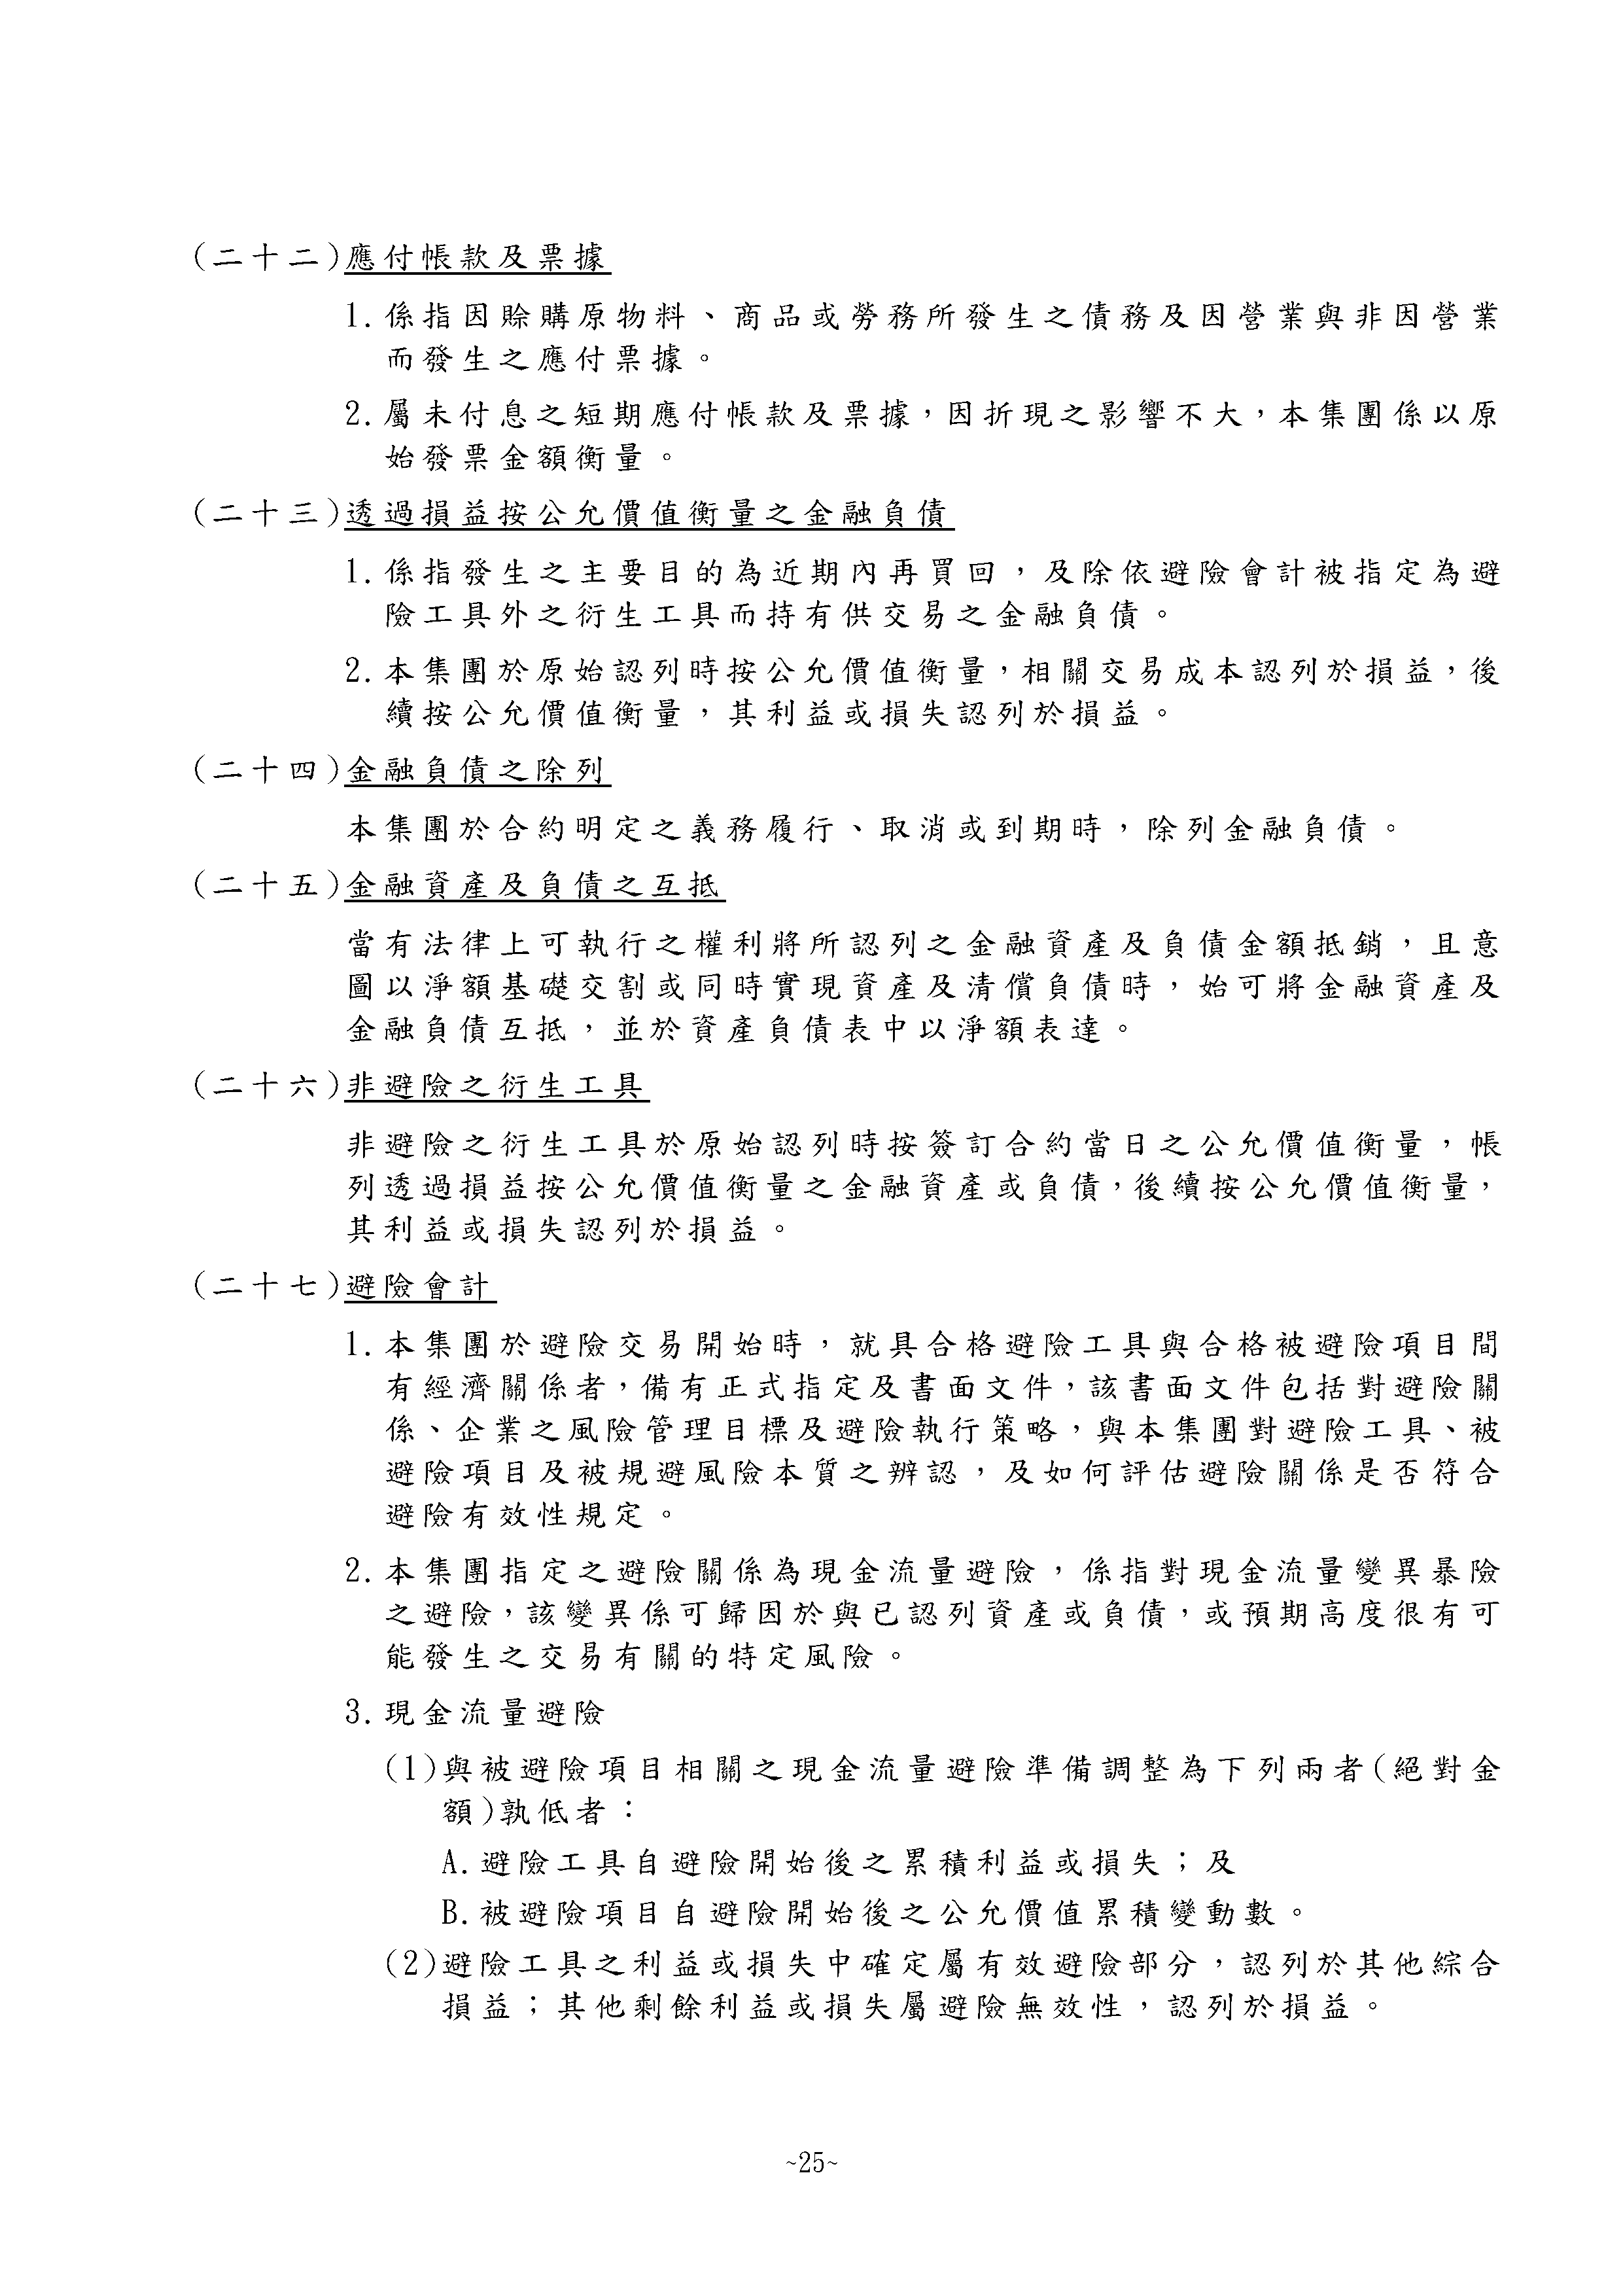 (二十二)應付帳款及票據
1.係指因賒購原物料、商品或勞務所發生之債務及因營業與非因營業
而發生之應付票據。
2.屬未付息之短期應付帳款及票據，因折現之影響不大，本集團係以原
始發票金額衡量。
(二十三)透過損益按公允價值衡量之金融負債
1.係指發生之主要目的為近期內再買回，及除依避險會計被指定為避
險工具外之衍生工具而持有供交易之金融負債。
2.本集團於原始認列時按公允價值衡量，相關交易成本認列於損益，後
續按公允價值衡量，其利益或損失認列於損益。
(二十四)金融負債之除列
本集團於合約明定之義務履行、取消或到期時，除列金融負債。
(二十五)金融資產及負債之互抵
當有法律上可執行之權利將所認列之金融資產及負債金額抵銷，且意
圖以淨額基礎交割或同時實現資產及清償負債時，始可將金融資產及
金融負債互抵，並於資產負債表中以淨額表達。
(二十六)非避險之衍生工具
非避險之衍生工具於原始認列時按簽訂合約當日之公允價值衡量，帳
列透過損益按公允價值衡量之金融資產或負債，後續按公允價值衡量，
其利益或損失認列於損益。
(二十七)避險會計
1.本集團於避險交易開始時，就具合格避險工具與合格被避險項目間
有經濟關係者，備有正式指定及書面文件，該書面文件包括對避險關
係、企業之風險管理目標及避險執行策略，與本集團對避險工具、被
避險項目及被規避風險本質之辨認，及如何評估避險關係是否符合
避險有效性規定。
2.本集團指定之避險關係為現金流量避險，係指對現金流量變異暴險
之避險，該變異係可歸因於與已認列資產或負債，或預期高度很有可
能發生之交易有關的特定風險。
3.現金流量避險
(1)與被避險項目相關之現金流量避險準備調整為下列兩者(絕對金
額)孰低者：
A.避險工具自避險開始後之累積利益或損失；及
B.被避險項目自避險開始後之公允價值累積變動數。
(2)避險工具之利益或損失中確定屬有效避險部分，認列於其他綜合
損益；其他剩餘利益或損失屬避險無效性，認列於損益。
~25~